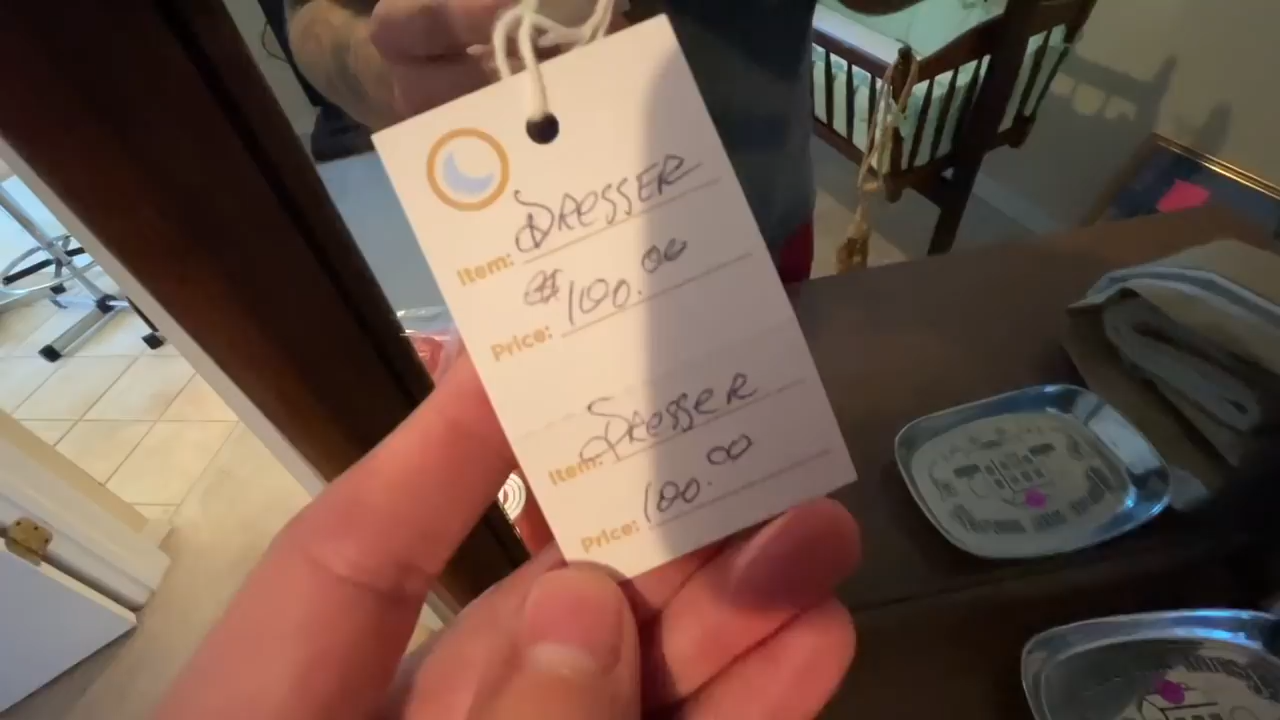 DRESSER
Item:
$100.00
Price:
Dresser
Item:
100.00
Price: